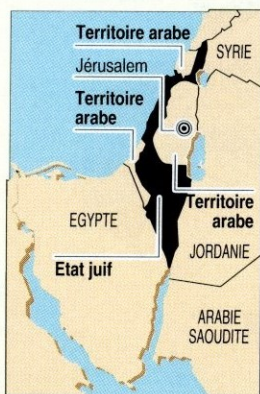 Territoire arabe
SYRIE
Jérusalem
Territoire
arabe
EGYPTE
Territoire
arabe
Etat juif
JORDANIE
ARABIE
SAOUDITE